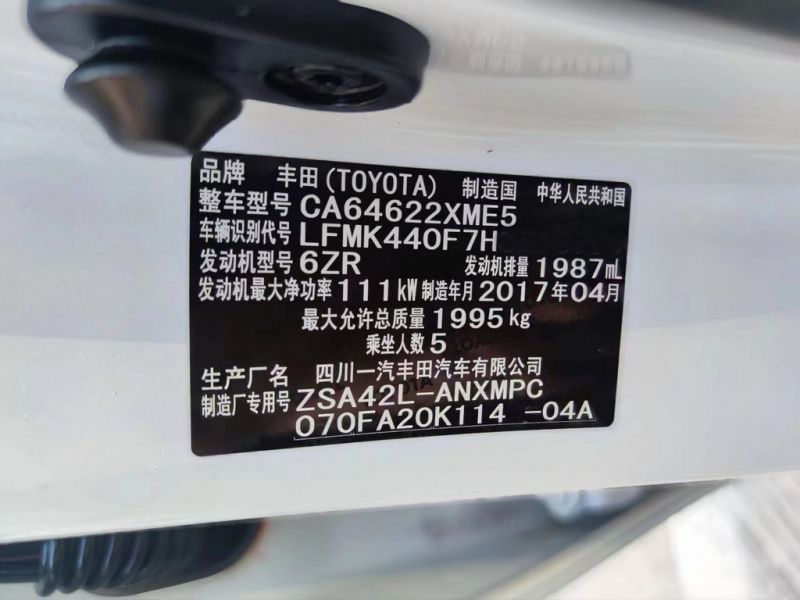 品牌 丰田(TOYOTA) 制造国 中华人民共和国
整车型号 CA64622XME5
车辆识别代号 LFMK440F7H
发动机型号 6ZR 发动机排量 1987mL
发动机最大净功率 111kW 制造年月 2017年04月
最大允许总质量 1995kg
乘坐人数 5
生产厂名 四川一汽丰田汽车有限公司
制造厂专用号 ZSA42L-ANXMPC
070FA20K114 -04A